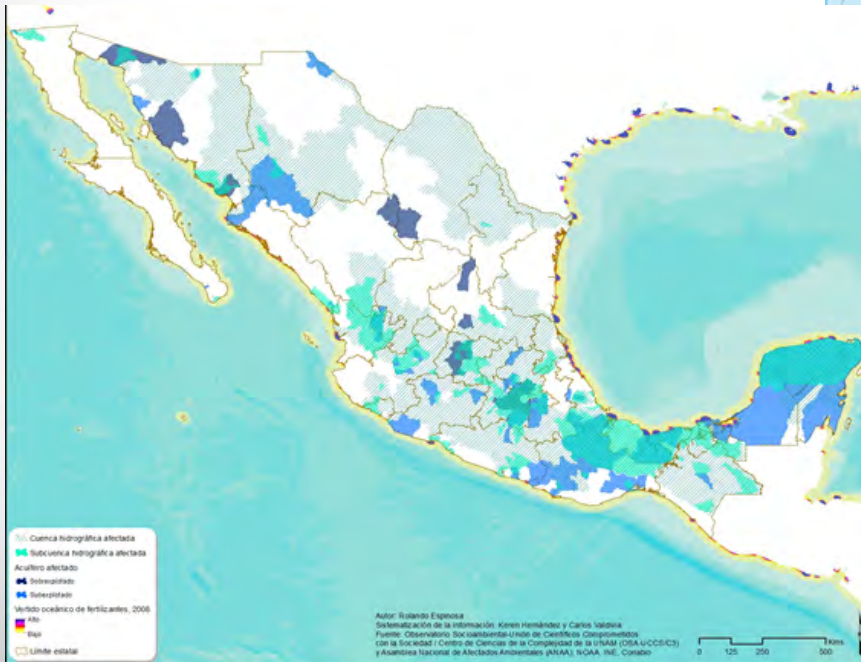 Cuenca hidrográfica afectada
Subcuenca hidrográfica afectada
Acuífero afectado
Sobrexplotado
Subexplotado
Vertido oceánico de fertilizantes, 2008
Alto
Bajo
Límite estatal
Autor: Rolando Espinosa
Sistematización de la información: Keren Hernández y Carlos Valdivia
Fuente: Observatorio Socioambiental-Unión de Científicos Comprometidos
con la Sociedad / Centro de Ciencias de la Complejidad de la UNAM (OSA-UCCS/C3)
y Asamblea Nacional de Afectados Ambientales (ANAA), NOAA, INE, Conabio
0 125 250 500 Kms